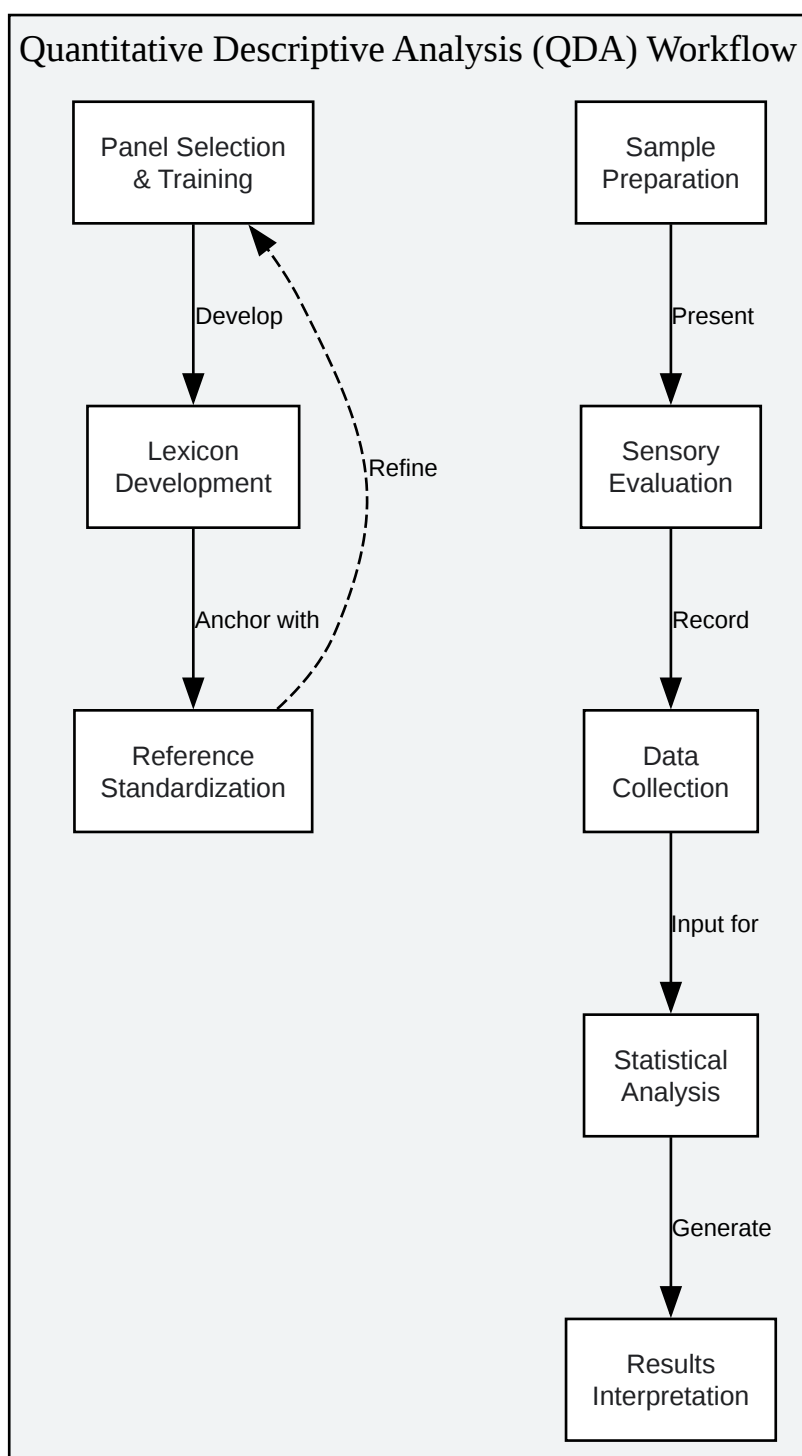 Quantitative Descriptive Analysis (QDA) Workflow
Panel Selection
& Training
Develop
Lexicon
Development
Refine
Anchor with
Reference
Standardization
Sample
Preparation
Present
Sensory
Evaluation
Record
Data
Collection
Input for
Statistical
Analysis
Generate
Results
Interpretation